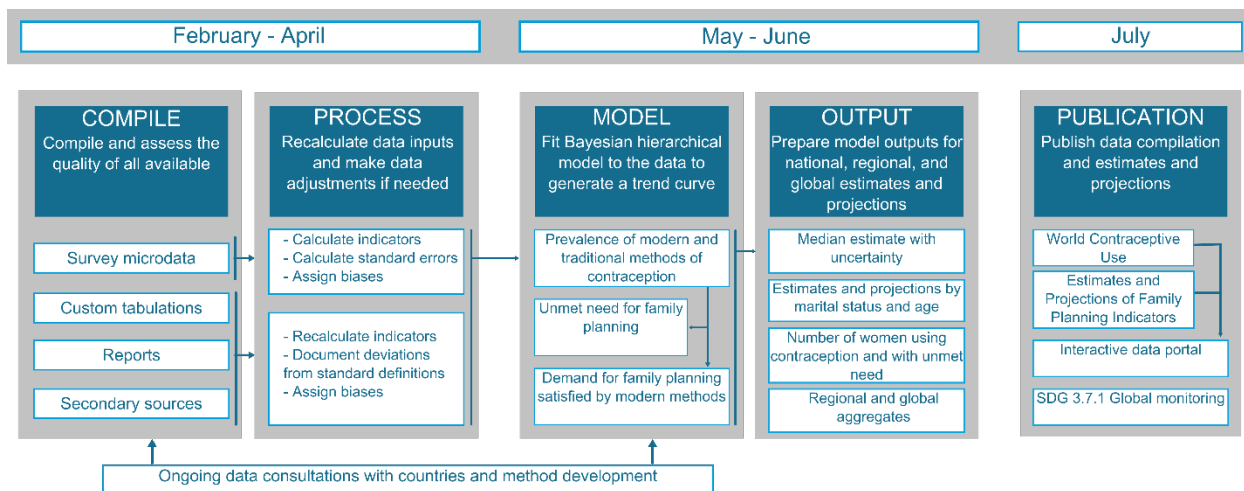 February - April
May - June
July
COMPILE
Compile and assess the
quality of all available
Survey microdata
Custom tabulations
Reports
Secondary sources
PROCESS
Recalculate data inputs
and make data
adjustments if needed
- Calculate indicators
- Calculate standard errors
- Assign biases
- Recalculate indicators
- Document deviations
from standard definitions
- Assign biases
MODEL
Fit Bayesian hierarchical
model to the data to
generate a trend curve
Prevalence of modern and
traditional methods of
contraception
Unmet need for family
planning
Demand for family planning
satisfied by modern methods
OUTPUT
Prepare model outputs for
national, regional, and
global estimates and
projections
Median estimate with
uncertainty
Estimates and projections by
marital status and age
Number of women using
contraception and with unmet
need
Regional and global
aggregates
PUBLICATION
Publish data compilation
and estimates and
projections
World Contraceptive
Use
Estimates and
Projections of Family
Planning Indicators
Interactive data portal
SDG 3.7.1 Global monitoring
Ongoing data consultations with countries and method development